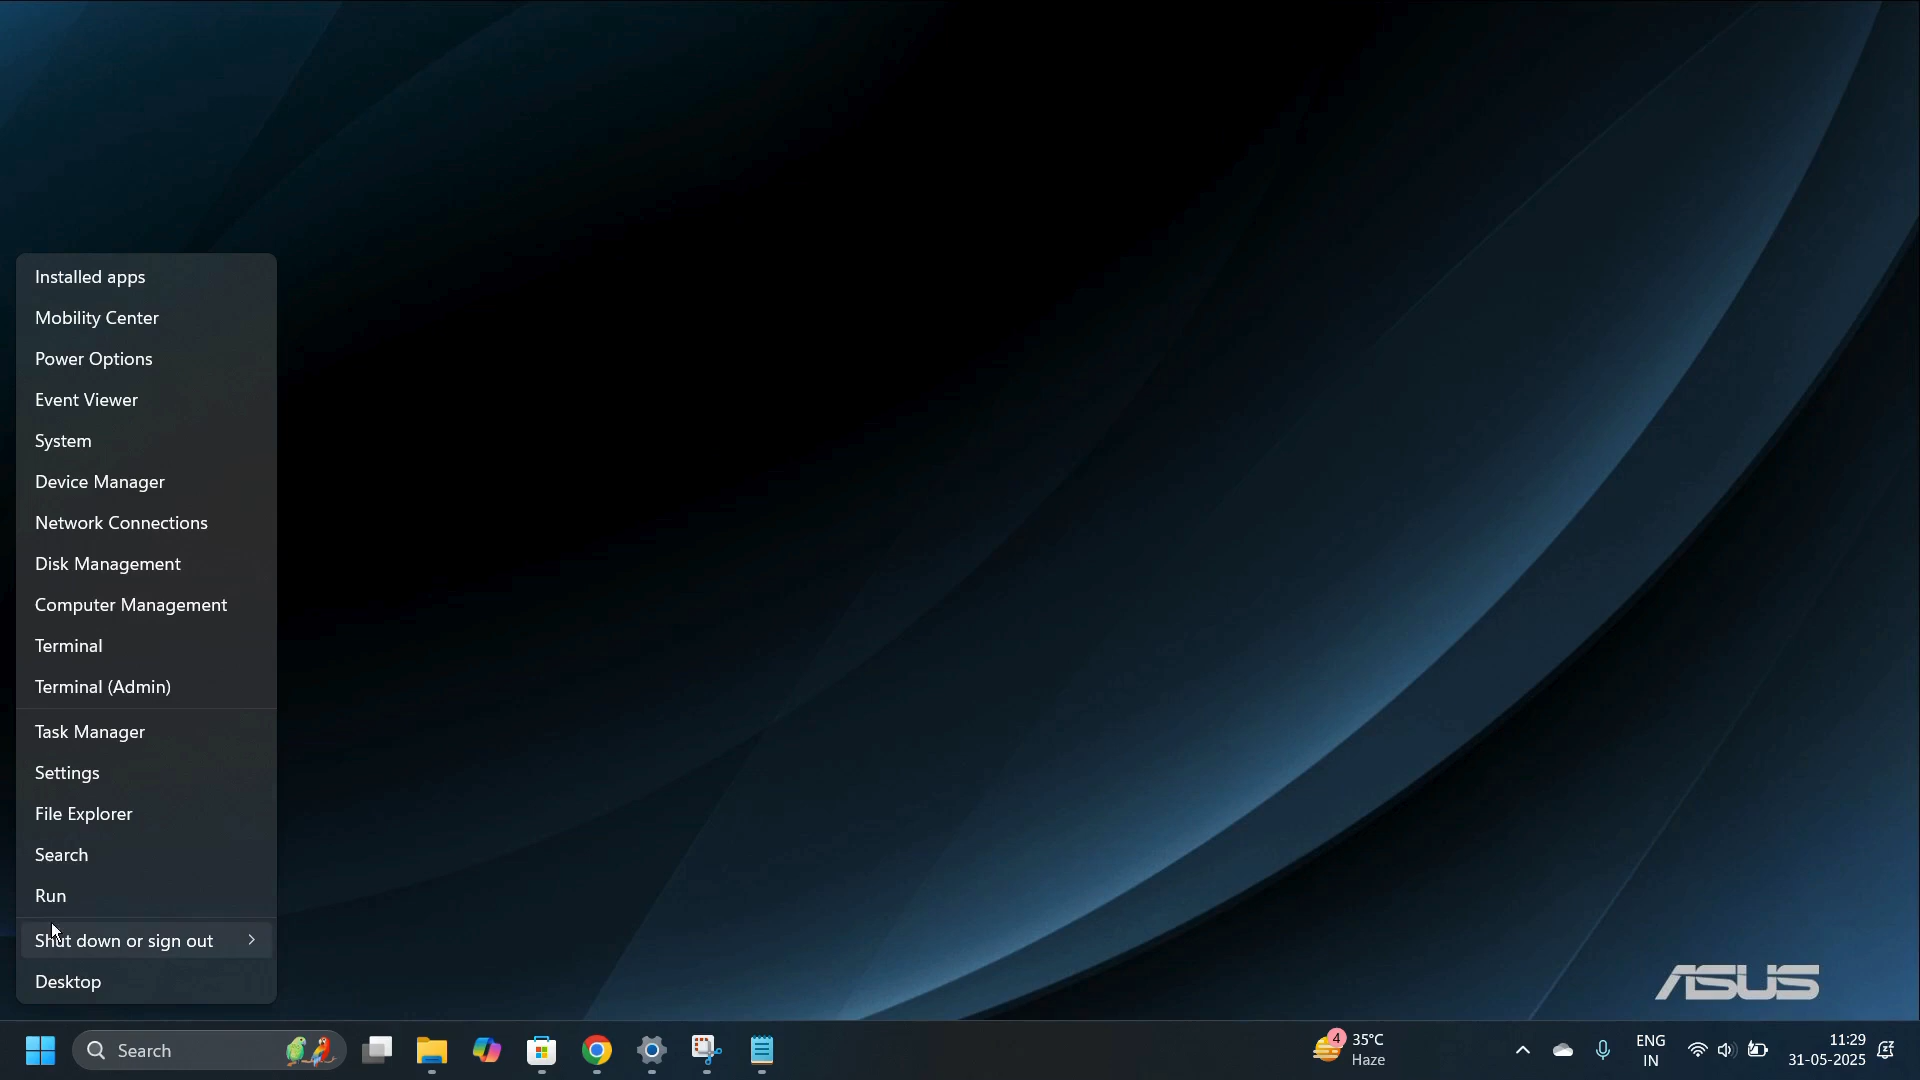 Installed apps
Mobility Center
Power Options
Event Viewer
System
Device Manager
Network Connections
Disk Management
Computer Management
Terminal
Terminal (Admin)
Task Manager
Settings
File Explorer
Search
Run
Shut down or sign out
Desktop
ASUS
Search
4
35°C
Haze
ENG
IN
11:29
31-05-2025